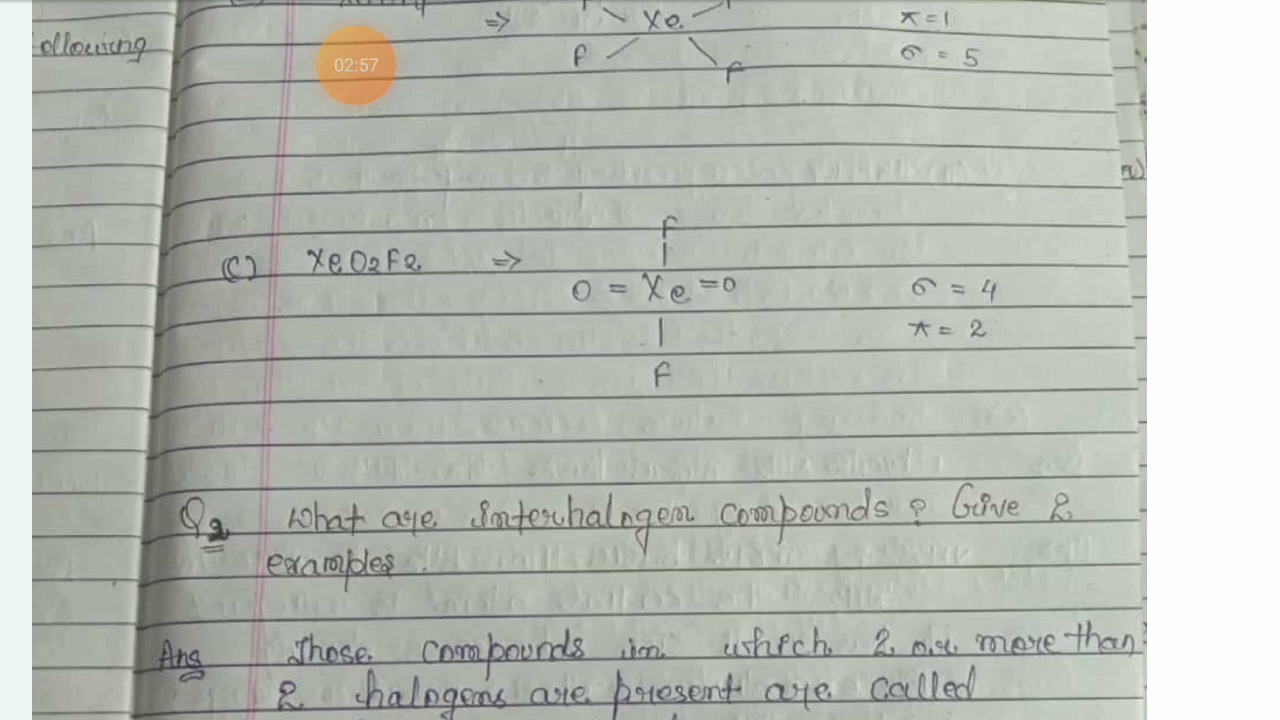 ollowing
⇒ Xe π=1
02:57
F F σ = 5
F
(C) XeO2F2 ⇒
O = Xe =O σ = 4
π = 2
F
Q2 What are interhalogen compounds? Give 2
examples.
Ans Those compounds in which 2 or more than
2 halogens are present are called